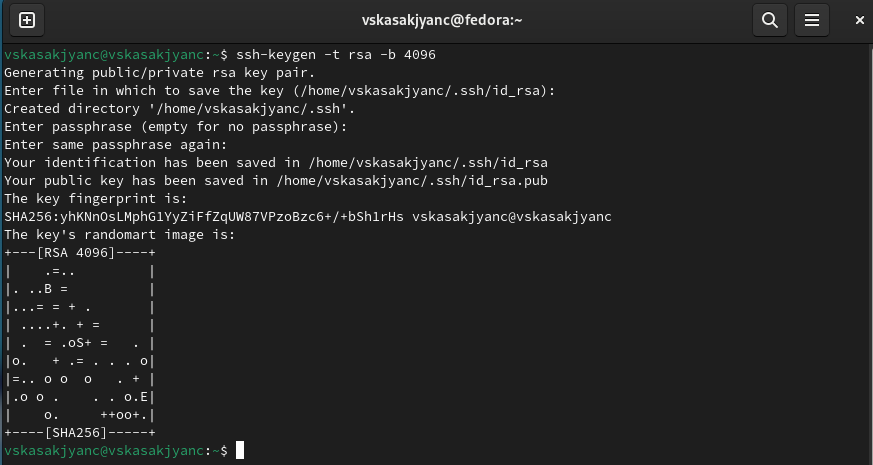 vskasakjyanc@fedora:~
vskasakjyanc@vskasakjyanc:~$ ssh-keygen -t rsa -b 4096
Generating public/private rsa key pair.
Enter file in which to save the key (/home/vskasakjyanc/.ssh/id_rsa):
Created directory '/home/vskasakjyanc/.ssh'.
Enter passphrase (empty for no passphrase):
Enter same passphrase again:
Your identification has been saved in /home/vskasakjyanc/.ssh/id_rsa
Your public key has been saved in /home/vskasakjyanc/.ssh/id_rsa.pub
The key fingerprint is:
SHA256:yhKNnOsLMphG1YyZiFfZqUW87VPzoBzc6+/+bSh1rHs vskasakjyanc@vskasakjyanc
The key's randomart image is:
+---[RSA 4096]----+
|    .=..         |
|. ..B =          |
|...= = + .       |
| ....+. + =      |
| .  = .oS+ =   . |
|o.   + .= . . . o|
|=.. o o  o   . + |
|.o o .    . . o.E|
|    o.     ++oo+.|
+----[SHA256]-----+
vskasakjyanc@vskasakjyanc:~$